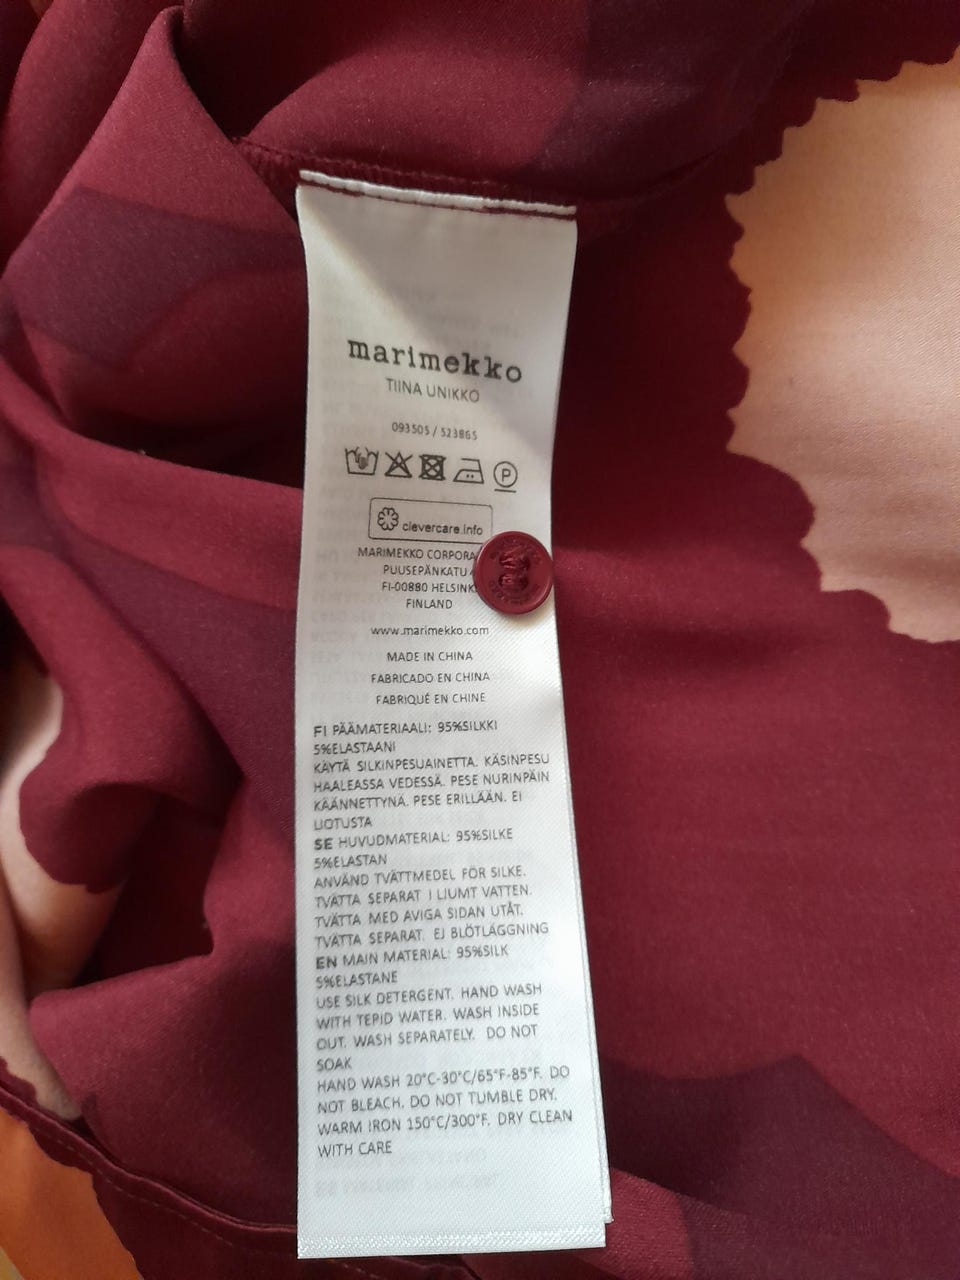 marimekko
TIINA UNIKKO
093505 / 523865
P
clevercare.info
MARIMEKKO CORPORA
PUUSEPÄNKATU
FI-00880 HELSINK
FINLAND
www.marimekko.com
MADE IN CHINA
FABRICADO EN CHINA
FABRIQUÉ EN CHINE
FI PÄÄMATERIAALI: 95%SILKKI
5%ELASTAANI
KÄYTÄ SILKINPESUAINETTA. KÄSINPESU
HAALEASSA VEDESSÄ. PESE NURINPÄIN
KÄÄNNETTYNÄ. PESE ERILLÄÄN. EI
LIOTUSTA
SE HUVUDMATERIAL: 95%SILKE
5%ELASTAN
ANVÄND TVÄTTMEDEL FÖR SILKE.
TVÄTTA SEPARAT I LJUMT VATTEN.
TVÄTTA MED AVIGA SIDAN UTÅT.
TVÄTTA SEPARAT. EJ BLÖTLÄGGNING
EN MAIN MATERIAL: 95%SILK
5%ELASTANE
USE SILK DETERGENT. HAND WASH
WITH TEPID WATER. WASH INSIDE
OUT. WASH SEPARATELY. DO NOT
SOAK
HAND WASH 20°C-30°C/65°F-85°F. DO
NOT BLEACH. DO NOT TUMBLE DRY.
WARM IRON 150°C/300°F. DRY CLEAN
WITH CARE